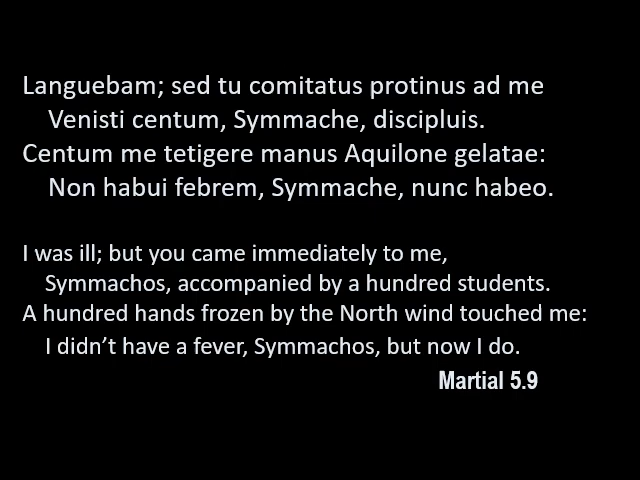 Languebam; sed tu comitatus protinus ad me
Venisti centum, Symmache, discipluis.
Centum me tetigere manus Aquilone gelatae:
Non habui febrem, Symmache, nunc habeo.
I was ill; but you came immediately to me,
Symmachos, accompanied by a hundred students.
A hundred hands frozen by the North wind touched me:
I didn’t have a fever, Symmachos, but now I do.
Martial 5.9